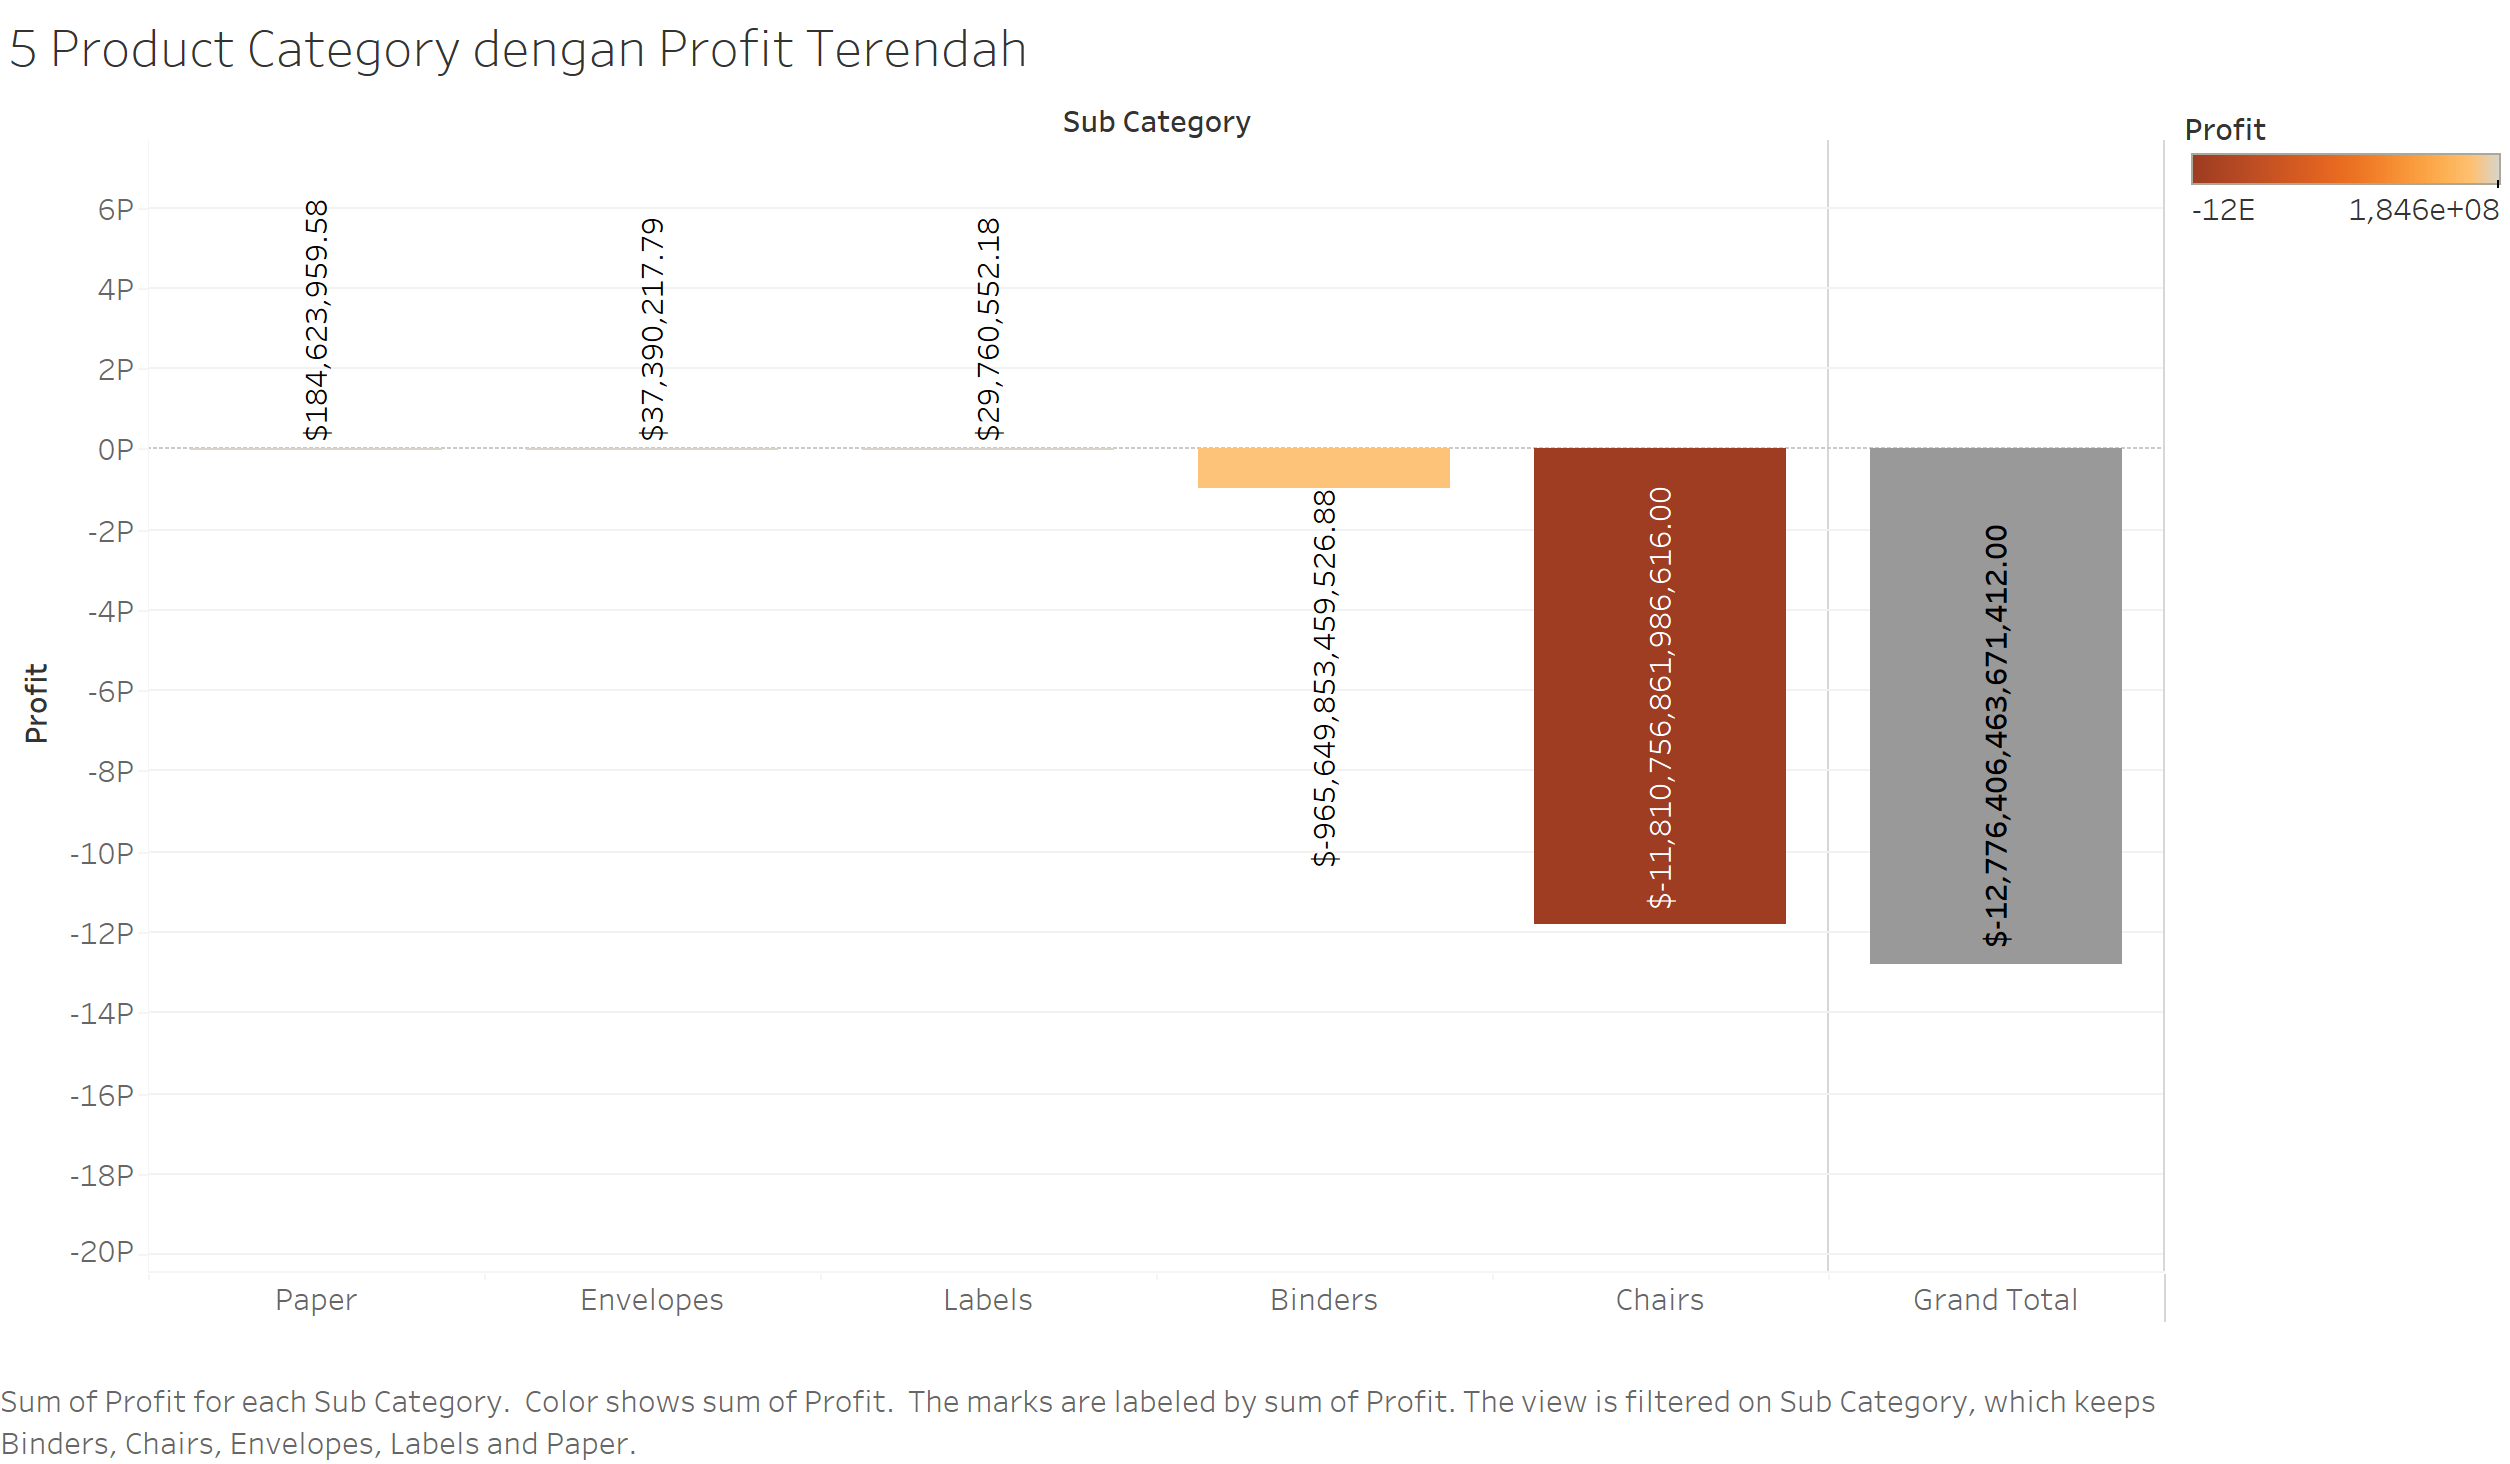 5 Product Category dengan Profit Terendah
Sub Category
Profit
-12E 1,846e+08
6P
4P
2P
0P
-2P
-4P
-6P
-8P
-10P
-12P
-14P
-16P
-18P
-20P
Profit
$184,623,959.58
$37,390,217.79
$29,760,552.18
$-965,649,853,459,526.88
$-11,810,756,861,986,616.00
$-12,776,406,463,671,412.00
Paper Envelopes Labels Binders Chairs Grand Total
Sum of Profit for each Sub Category.  Color shows sum of Profit.  The marks are labeled by sum of Profit. The view is filtered on Sub Category, which keeps
Binders, Chairs, Envelopes, Labels and Paper.